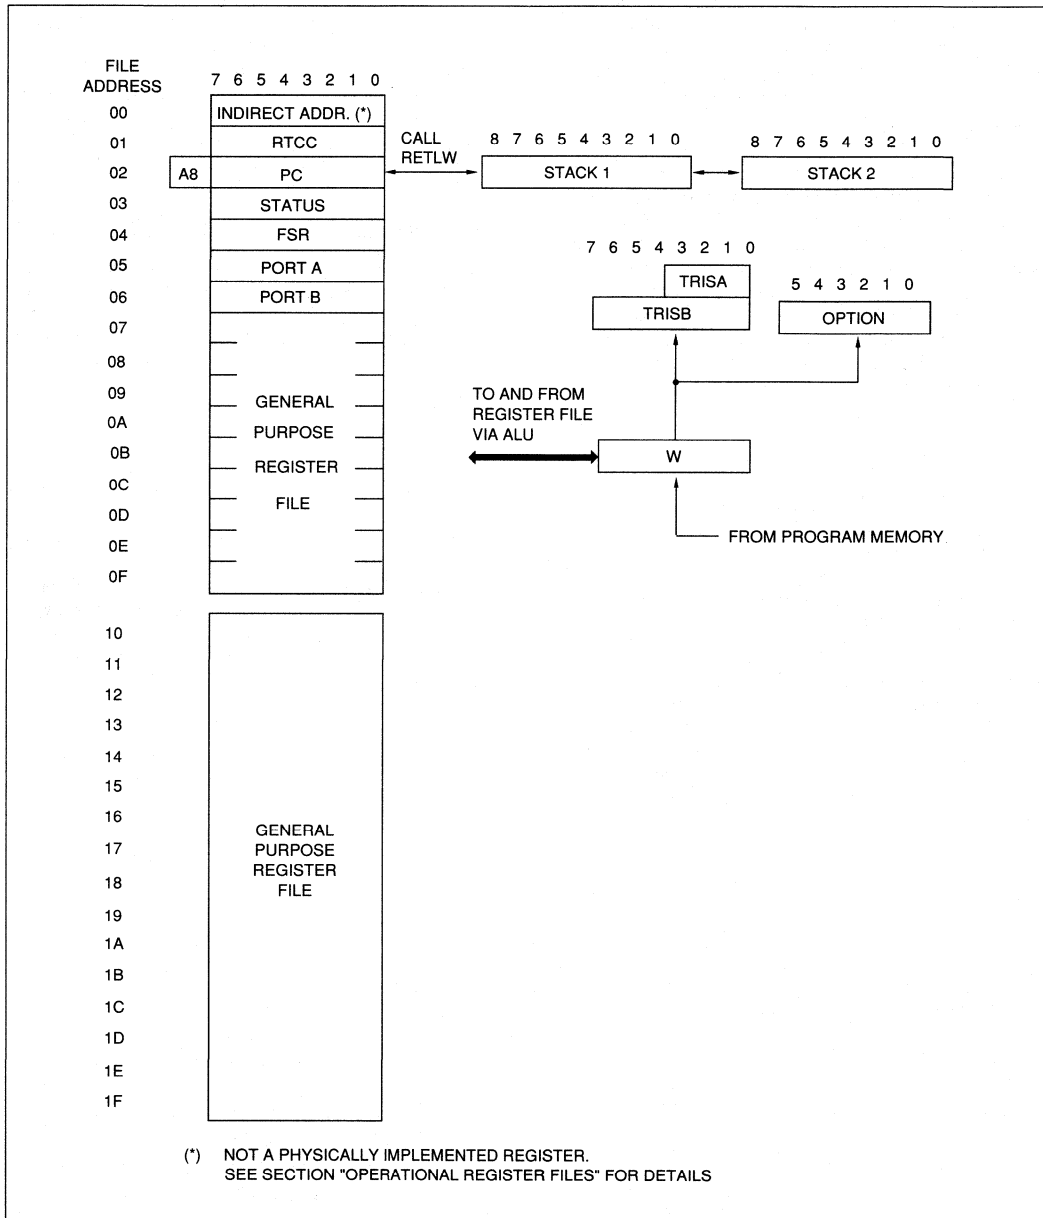 FILE
ADDRESS
7 6 5 4 3 2 1 0
00 INDIRECT ADDR. (*)
01 RTCC
02 A8 PC
03 STATUS
04 FSR
05 PORT A
06 PORT B
07
08
09
0A
0B
0C
0D
0E
0F
GENERAL
PURPOSE
REGISTER
FILE
CALL
RETLW
8 7 6 5 4 3 2 1 0
STACK 1
8 7 6 5 4 3 2 1 0
STACK 2
7 6 5 4 3 2 1 0
TRISA
TRISB
5 4 3 2 1 0
OPTION
TO AND FROM
REGISTER FILE
VIA ALU
W
FROM PROGRAM MEMORY
10
11
12
13
14
15
16
17
18
19
1A
1B
1C
1D
1E
1F
GENERAL
PURPOSE
REGISTER
FILE
(*) NOT A PHYSICALLY IMPLEMENTED REGISTER.
SEE SECTION "OPERATIONAL REGISTER FILES" FOR DETAILS